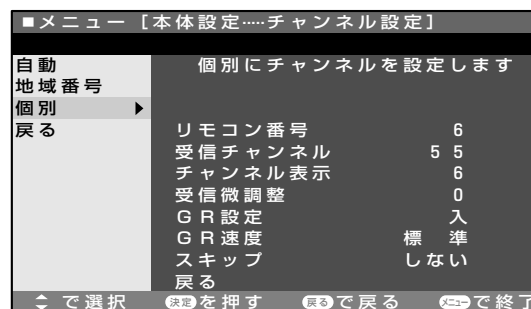 ■メニュー [本体設定……チャンネル設定]
自動
地域番号
個別 ▶
戻る
個別にチャンネルを設定します
リモコン番号 6
受信チャンネル 55
チャンネル表示 6
受信微調整 0
GR設定 入
GR速度 標準
スキップ しない
戻る
で選択 決定を押す 戻るで戻る メニューで終了